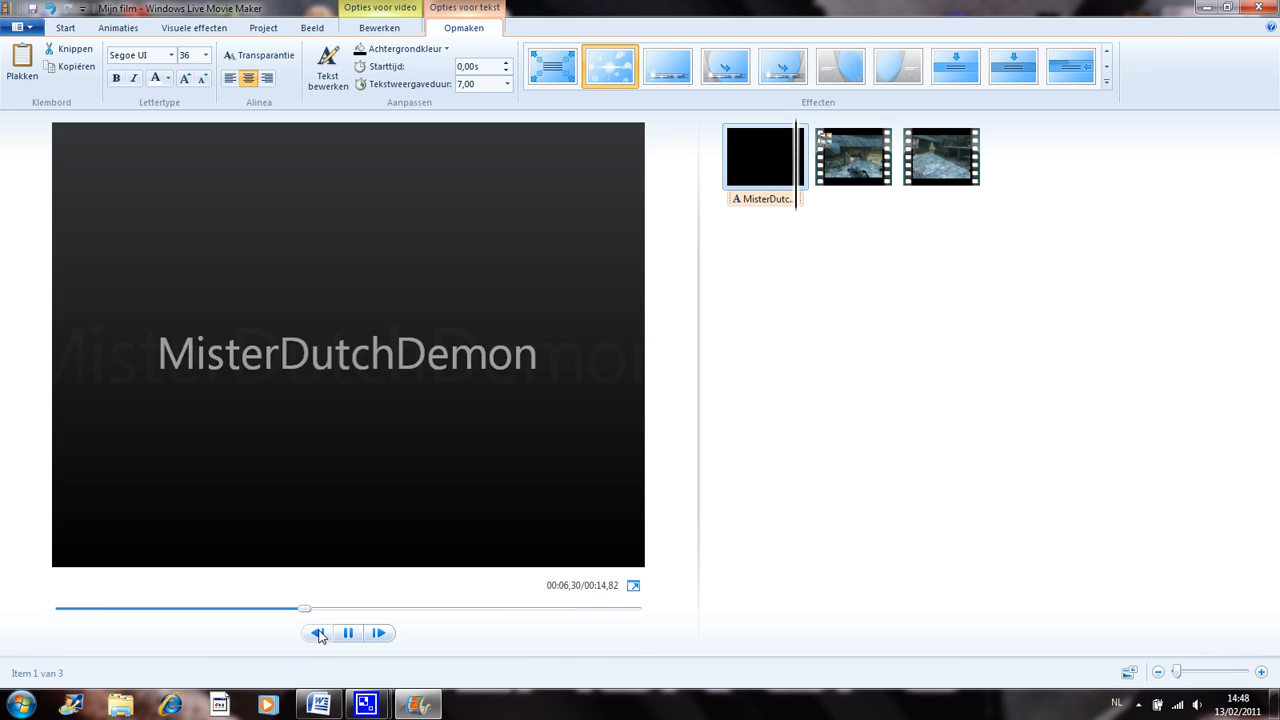 Mijn film - Windows Live Movie Maker
Opties voor video
Opties voor tekst
Start
Animaties
Visuele effecten
Project
Beeld
Bewerken
Opmaken
Plakken
Knippen
Kopiëren
Klembord
Segoe UI
36
Transparantie
B
I
A
A
A
Lettertype
Alinea
Tekst
bewerken
Achtergrondkleur
Starttijd:
0,00s
Tekstweergaveduur:
7,00
Aanpassen
Effecten
MisterDutchDemon
A MisterDutc...
00:06,30/00:14,82
Item 1 van 3
NL
14:48
13/02/2011